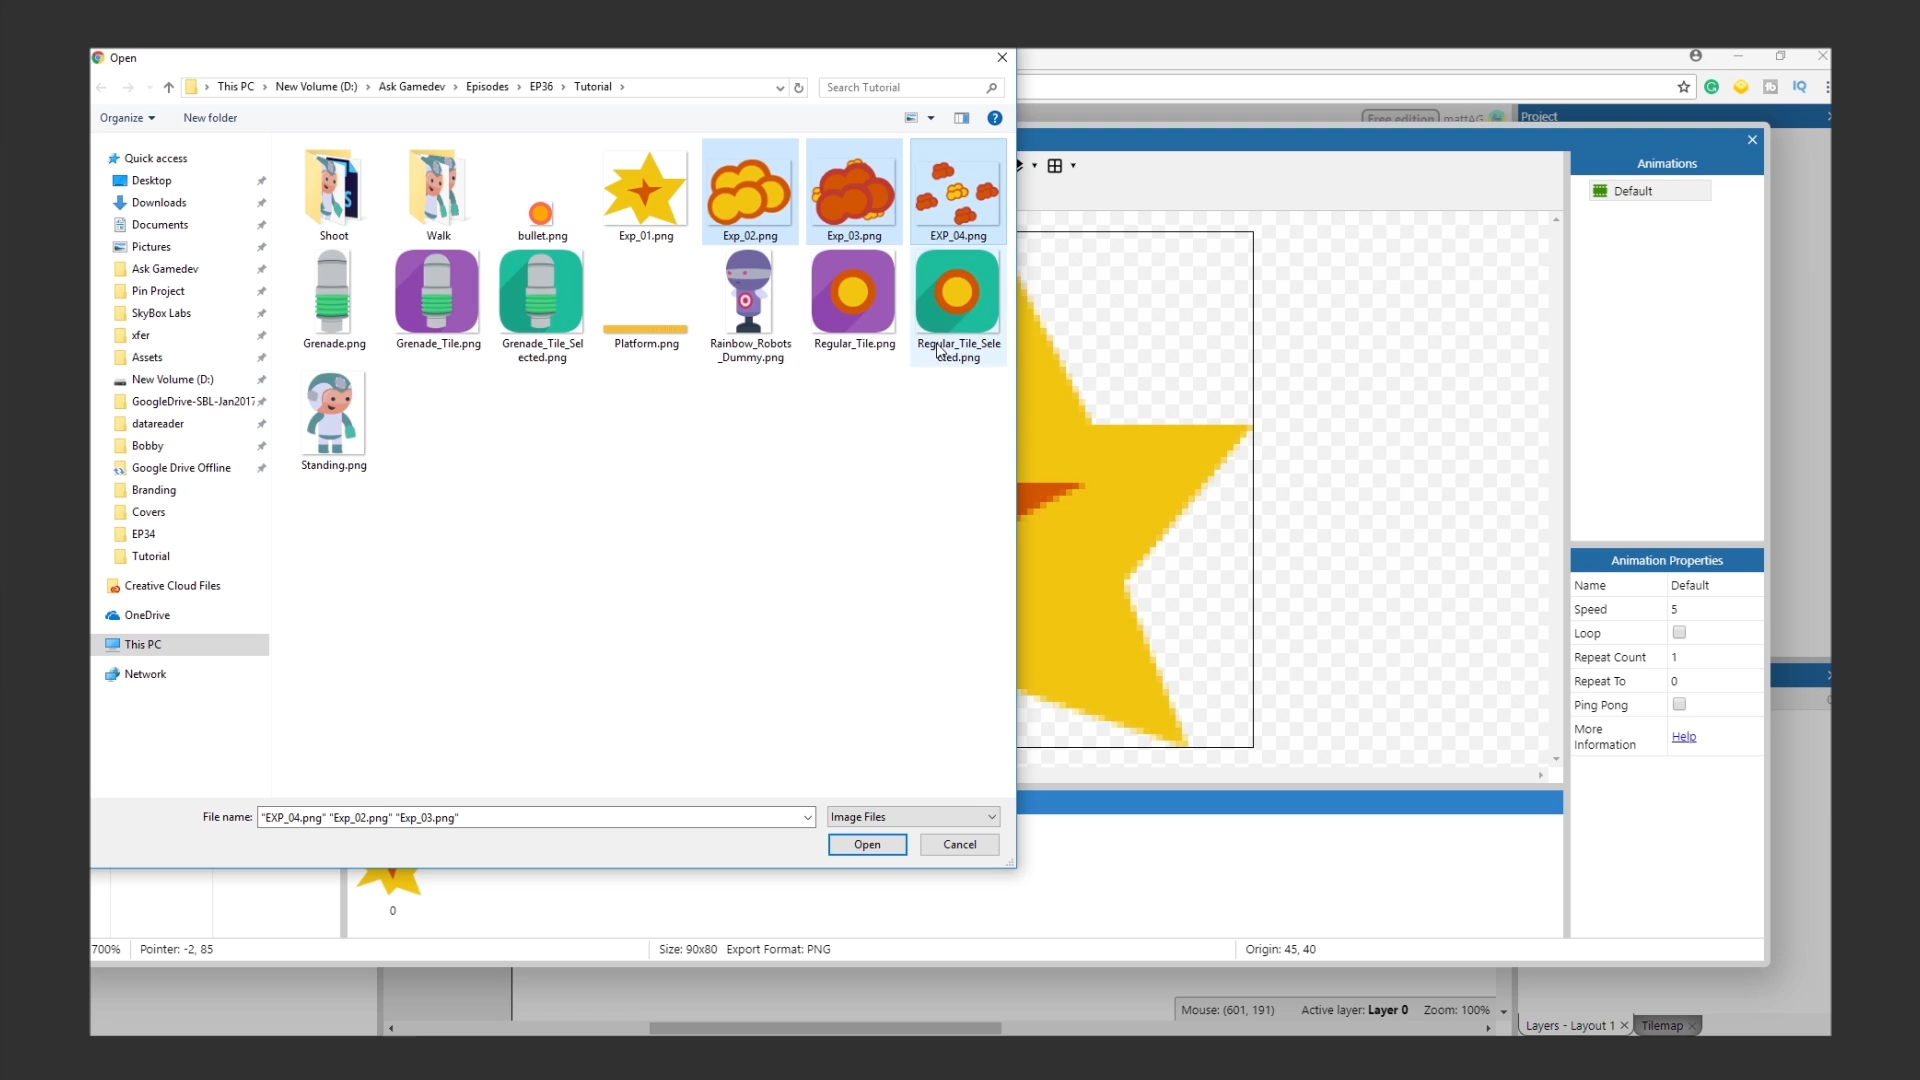 Open
This PC
New Volume (D:)
Ask Gamedev
Episodes
EP36
Tutorial
Search Tutorial
Organize
New folder
Free edition
mattAG
Project
Quick access
Desktop
Downloads
Documents
Pictures
Ask Gamedev
Pin Project
SkyBox Labs
xfer
Assets
New Volume (D:)
GoogleDrive-SBL-Jan2017
datareader
Bobby
Google Drive Offline
Branding
Covers
EP34
Tutorial
Creative Cloud Files
OneDrive
This PC
Network
Shoot
Walk
bullet.png
Exp_01.png
Exp_02.png
Exp_03.png
EXP_04.png
Grenade.png
Grenade_Tile.png
Grenade_Tile_Sel
ected.png
Platform.png
Rainbow_Robots
_Dummy.png
Regular_Tile.png
Regular_Tile_Sele
cted.png
Standing.png
File name:
"EXP_04.png" "Exp_02.png" "Exp_03.png"
Image Files
Open
Cancel
Animations
Default
Animation Properties
Name
Default
Speed
5
Loop
Repeat Count
1
Repeat To
0
Ping Pong
More
Information
Help
0
700%
Pointer: -2, 85
Size: 90x80
Export Format: PNG
Origin: 45, 40
Mouse: (601, 191)
Active layer: Layer 0
Zoom: 100%
Layers - Layout 1
Tilemap